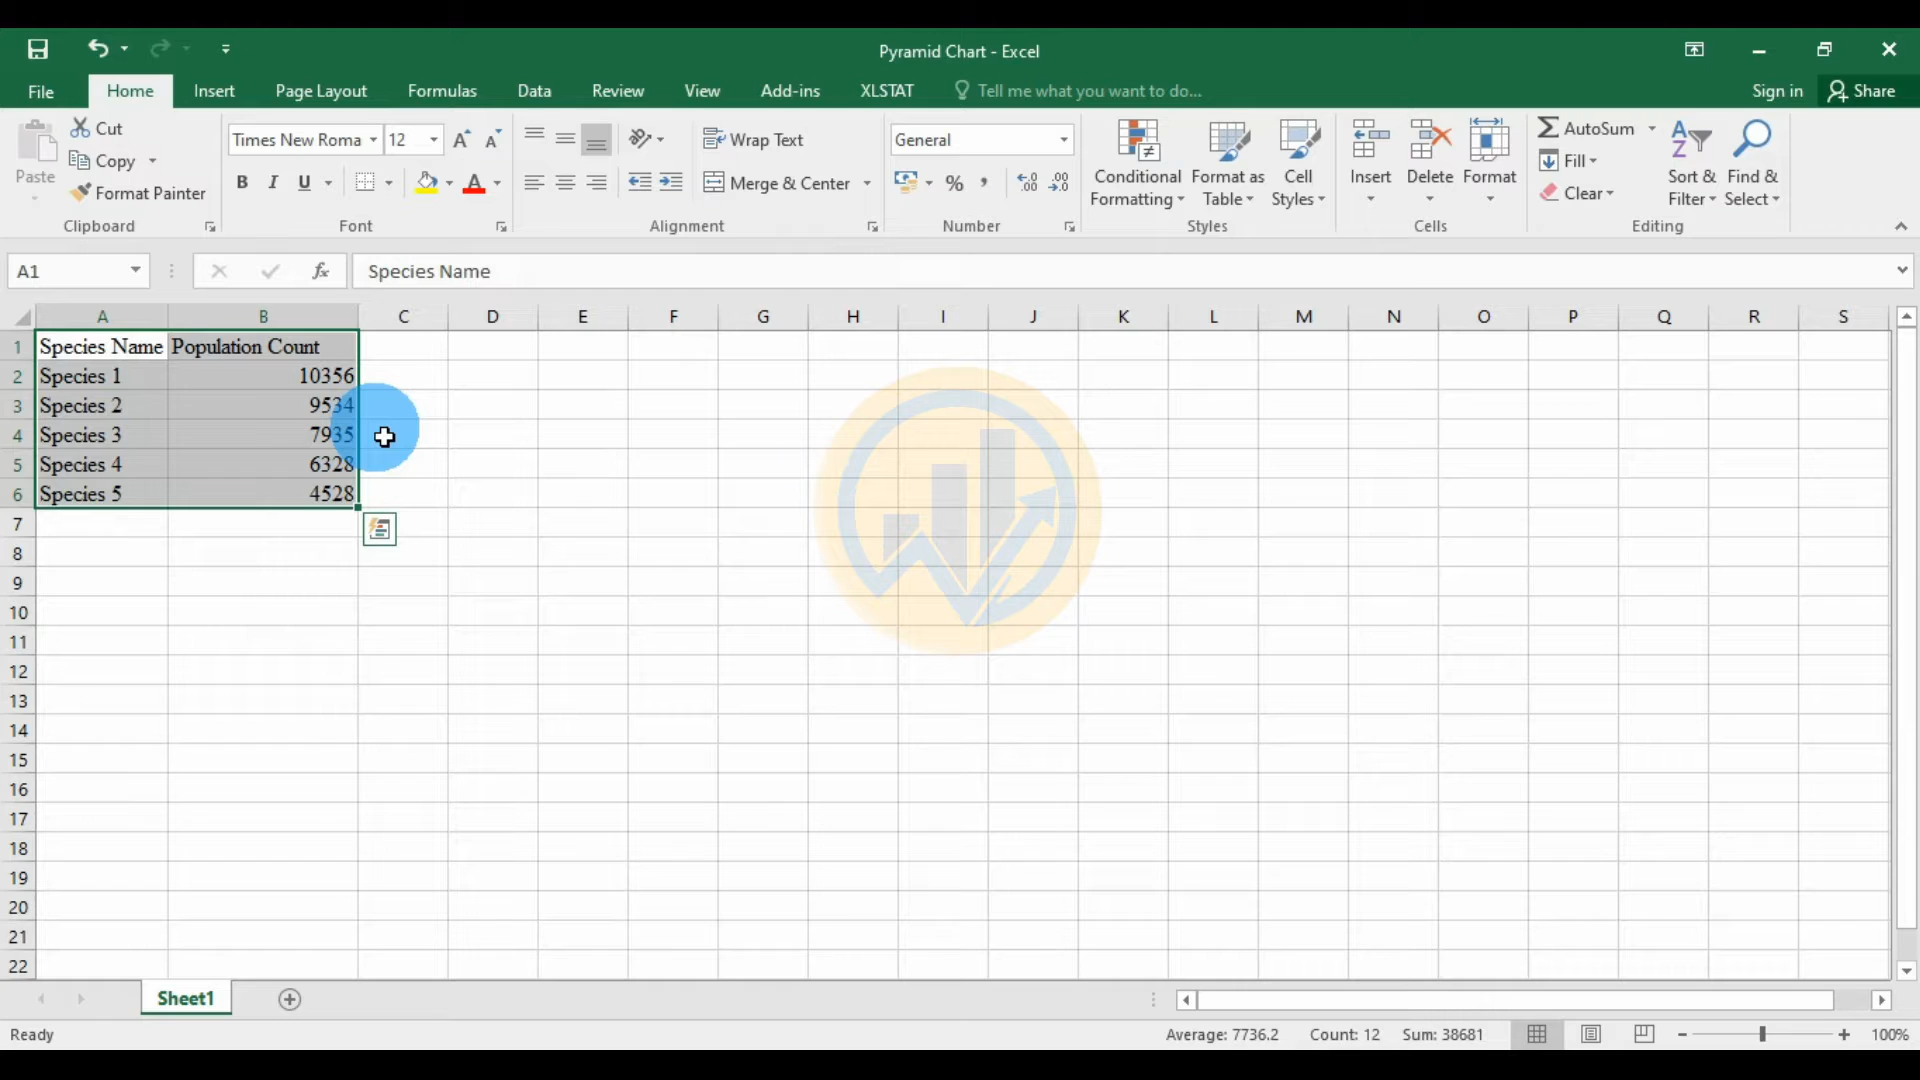 Pyramid Chart - Excel
File Home Insert Page Layout Formulas Data Review View Add-ins XLSTAT Tell me what you want to do... Sign in Share
Paste
Cut
Copy
Format Painter
Clipboard
Times New Roma 12
B I U A
Font
Wrap Text
Merge & Center
Alignment
General
% ,
Number
Conditional Formatting
Format as Table
Cell Styles
Styles
Insert Delete Format
Cells
AutoSum
Fill
Clear
Sort & Filter
Find & Select
Editing
A1 fx Species Name
A B C D E F G H I J K L M N O P Q R S
1 Species Name Population Count
2 Species 1 10356
3 Species 2 9534
4 Species 3 7935
5 Species 4 6328
6 Species 5 4528
7
8
9
10
11
12
13
14
15
16
17
18
19
20
21
22
Sheet1
Ready Average: 7736.2 Count: 12 Sum: 38681 100%